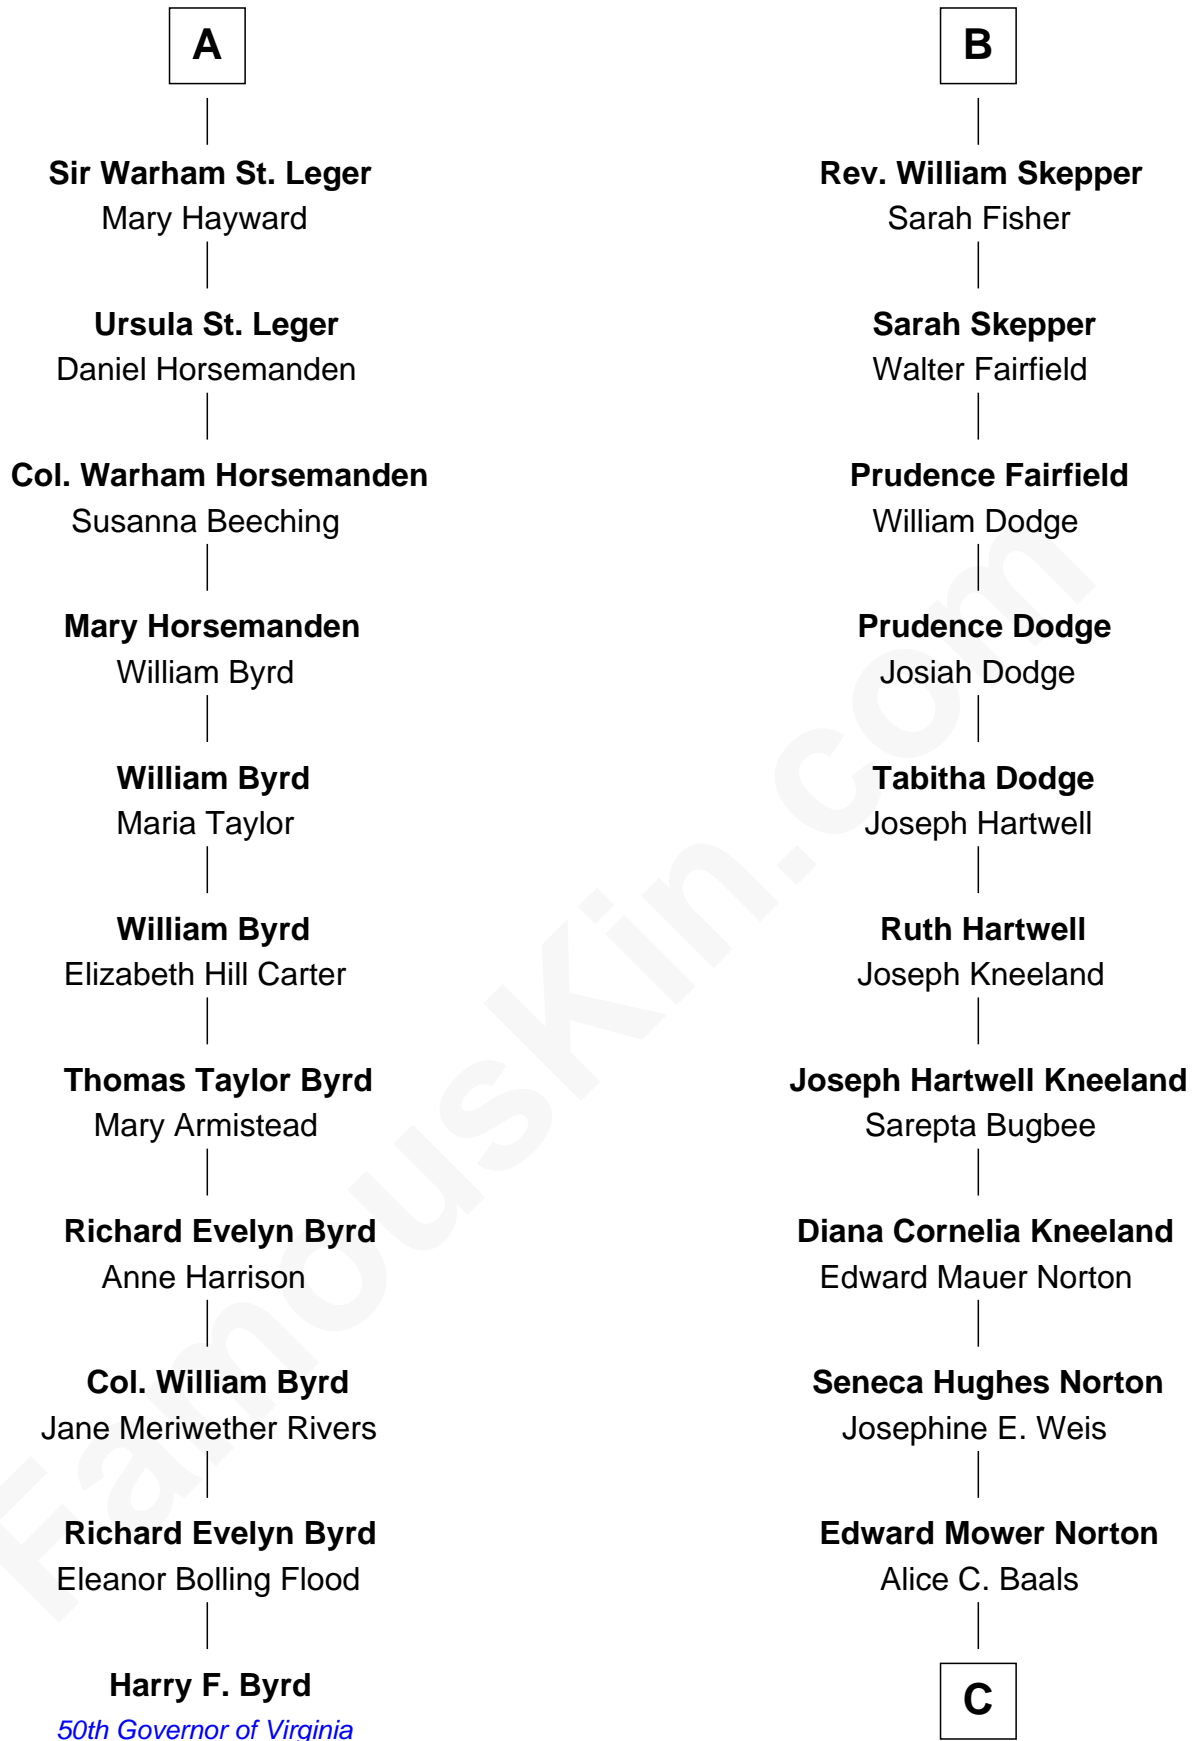 A
Sir Warham St. Leger
Mary Hayward
Ursula St. Leger
Daniel Horsemanden
Col. Warham Horsemanden
Susanna Beeching
Mary Horsemanden
William Byrd
William Byrd
Maria Taylor
William Byrd
Elizabeth Hill Carter
Thomas Taylor Byrd
Mary Armistead
Richard Evelyn Byrd
Anne Harrison
Col. William Byrd
Jane Meriwether Rivers
Richard Evelyn Byrd
Eleanor Bolling Flood
Harry F. Byrd
50th Governor of Virginia
B
Rev. William Skepper
Sarah Fisher
Sarah Skepper
Walter Fairfield
Prudence Fairfield
William Dodge
Prudence Dodge
Josiah Dodge
Tabitha Dodge
Joseph Hartwell
Ruth Hartwell
Joseph Kneeland
Joseph Hartwell Kneeland
Sarepta Bugbee
Diana Cornelia Kneeland
Edward Mauer Norton
Seneca Hughes Norton
Josephine E. Weis
Edward Mower Norton
Alice C. Baals
C
FamousKin.com